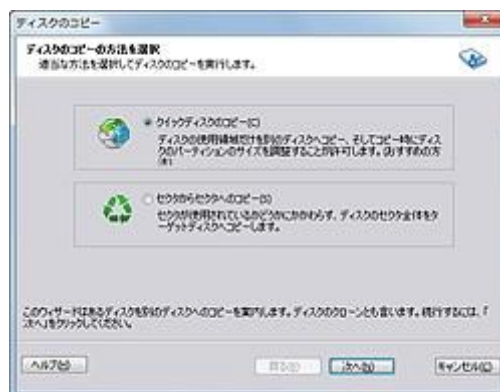 ディスクのコピー
ディスクのコピーの方法を選択
適当な方法を選択してディスクのコピーを実行します。
クイックディスクのコピー(C)
ディスクの使用領域だけを別のディスクへコピー、そしてコピー時にディス
クのパーティションのサイズを調整することが許可します。(おすすめの方
法)
セクタからセクタへのコピー(S)
セクタが使用されているかどうかにかかわらず、ディスクのセクタ全体をタ
ーゲットディスクへコピーします。
このウィザードはあるディスクを別のディスクへのコピーを案内します。ディスクのクローンとも言います。続行するには、「
次へ」をクリックしてください。
ヘルプ(H)
戻る(B)
次へ(N)
キャンセル(C)